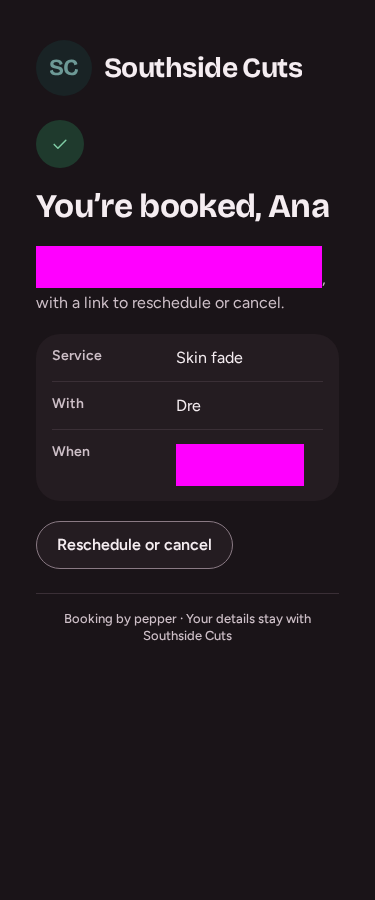 SC
Southside Cuts
You’re booked, Ana
,
with a link to reschedule or cancel.
Service
Skin fade
With
Dre
When
Reschedule or cancel
Booking by pepper · Your details stay with
Southside Cuts